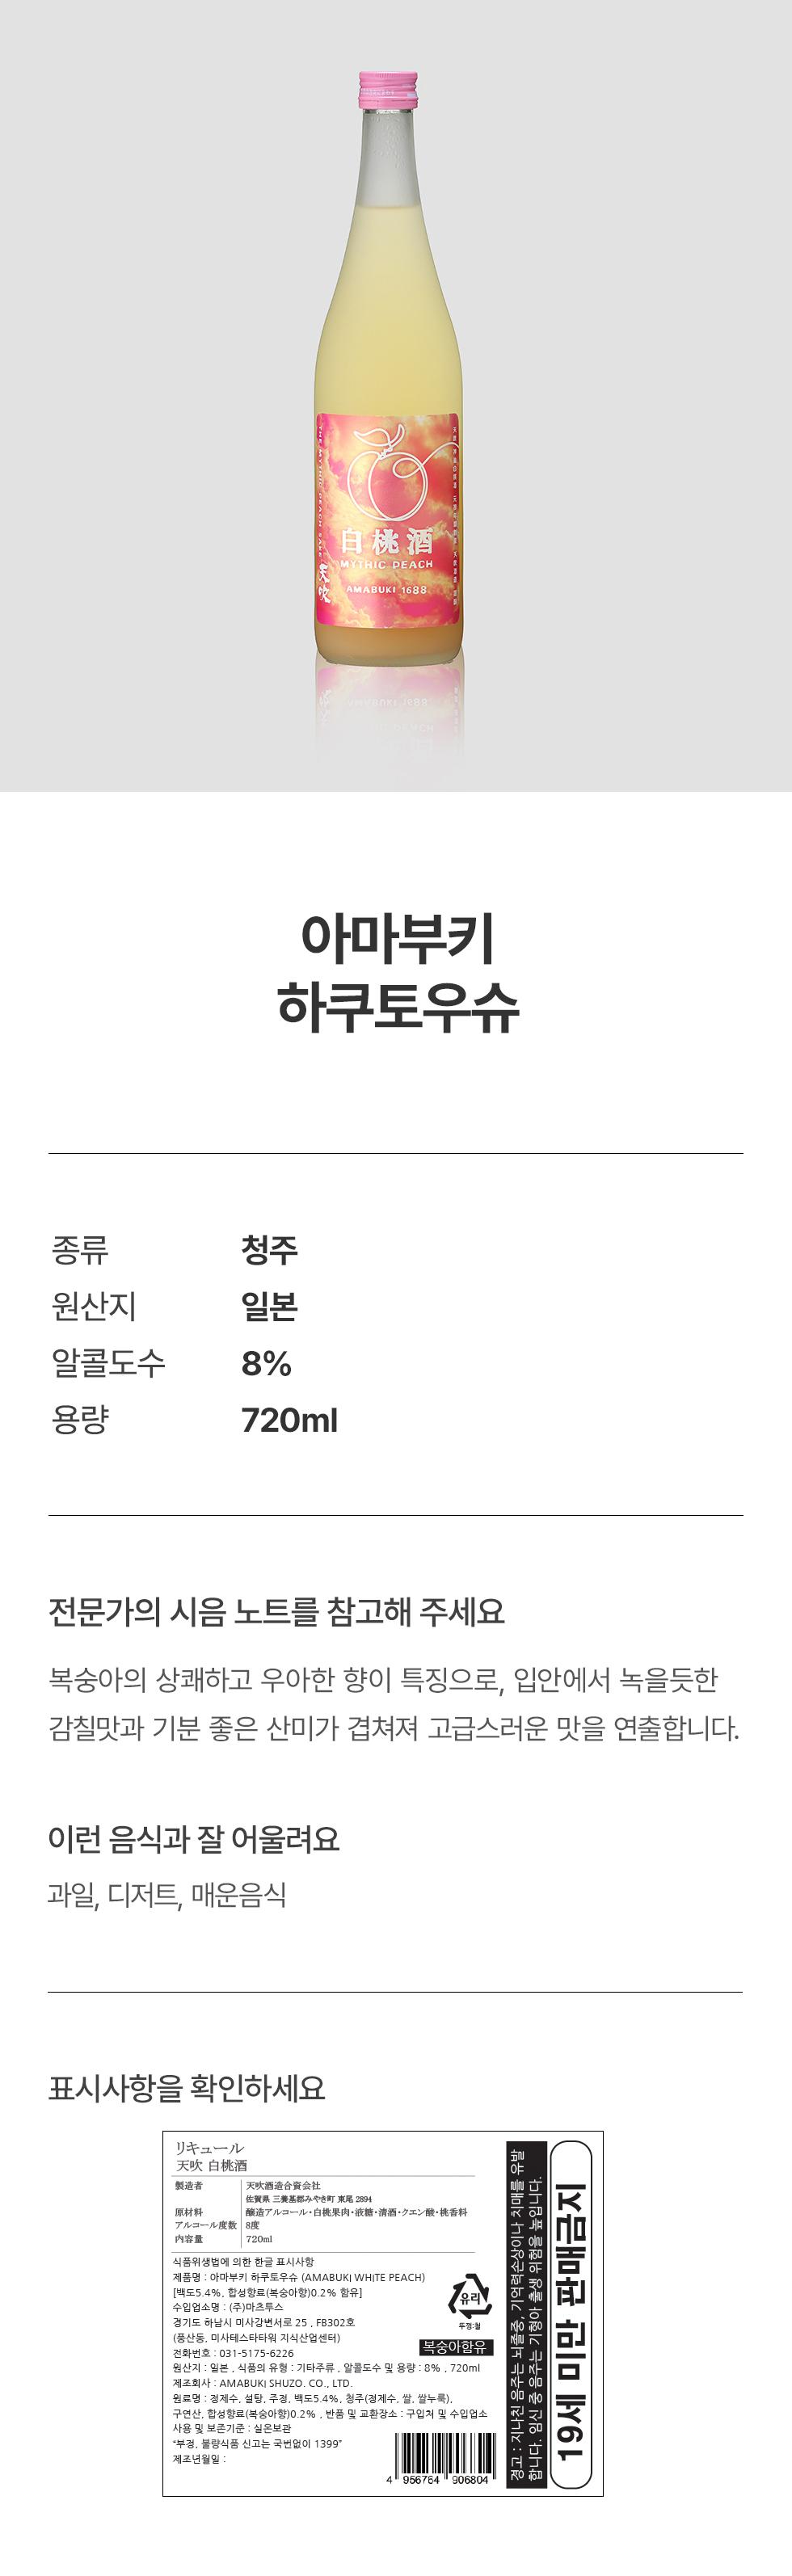 白桃酒
MYTHIC PEACH
AMABUKI 1688
天吹
아마부키
하쿠토우슈
종류 청주
원산지 일본
알콜도수 8%
용량 720ml
전문가의 시음 노트를 참고해 주세요
복숭아의 상쾌하고 우아한 향이 특징으로, 입안에서 녹을듯한
감칠맛과 기분 좋은 산미가 겹쳐져 고급스러운 맛을 연출합니다.
이런 음식과 잘 어울려요
과일, 디저트, 매운음식
표시사항을 확인하세요
リキュール
天吹 白桃酒
製造者 天吹酒造合資会社
佐賀県 三養基郡みやき町 東尾 2894
原材料 醸造アルコール・白桃果肉・液糖・清酒・クエン酸・桃香料
アルコール度数 8度
内容量 720ml
식품위생법에 의한 한글 표시사항
제품명 : 아마부키 하쿠토우슈 (AMABUKI WHITE PEACH)
[백도5.4%, 합성향료(복숭아향)0.2% 함유]
수입업소명 : (주)마츠투스
경기도 하남시 미사강변서로 25 , FB302호
(풍산동, 미사테스타타워 지식산업센터)
전화번호 : 031-5175-6226
원산지 : 일본 , 식품의 유형 : 기타주류 , 알콜도수 및 용량 : 8% , 720ml
제조회사 : AMABUKI SHUZO. CO., LTD.
원료명 : 정제수, 설탕, 주정, 백도5.4%, 청주(정제수, 쌀, 쌀누룩),
구연산, 합성향료(복숭아향)0.2% , 반품 및 교환장소 : 구입처 및 수입업소
사용 및 보존기준 : 실온보관
“부정, 불량식품 신고는 국번없이 1399”
제조년월일 :
유리
뚜껑:철
복숭아함유
4 956764 906804
경고 : 지나친 음주는 뇌졸중, 기억력손상이나 치매를 유발
합니다. 임신 중 음주는 기형아 출생 위험을 높입니다.
19세 미만 판매금지